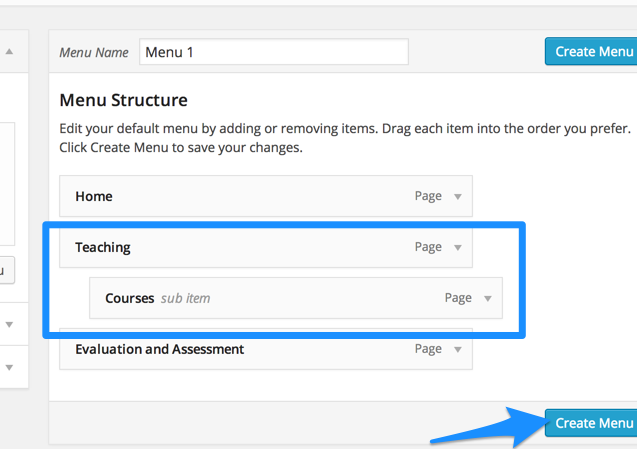 Menu Name Menu 1 Create Menu
Menu Structure
Edit your default menu by adding or removing items. Drag each item into the order you prefer.
Click Create Menu to save your changes.
Home Page
Teaching Page
Courses sub item Page
Evaluation and Assessment Page
Create Menu